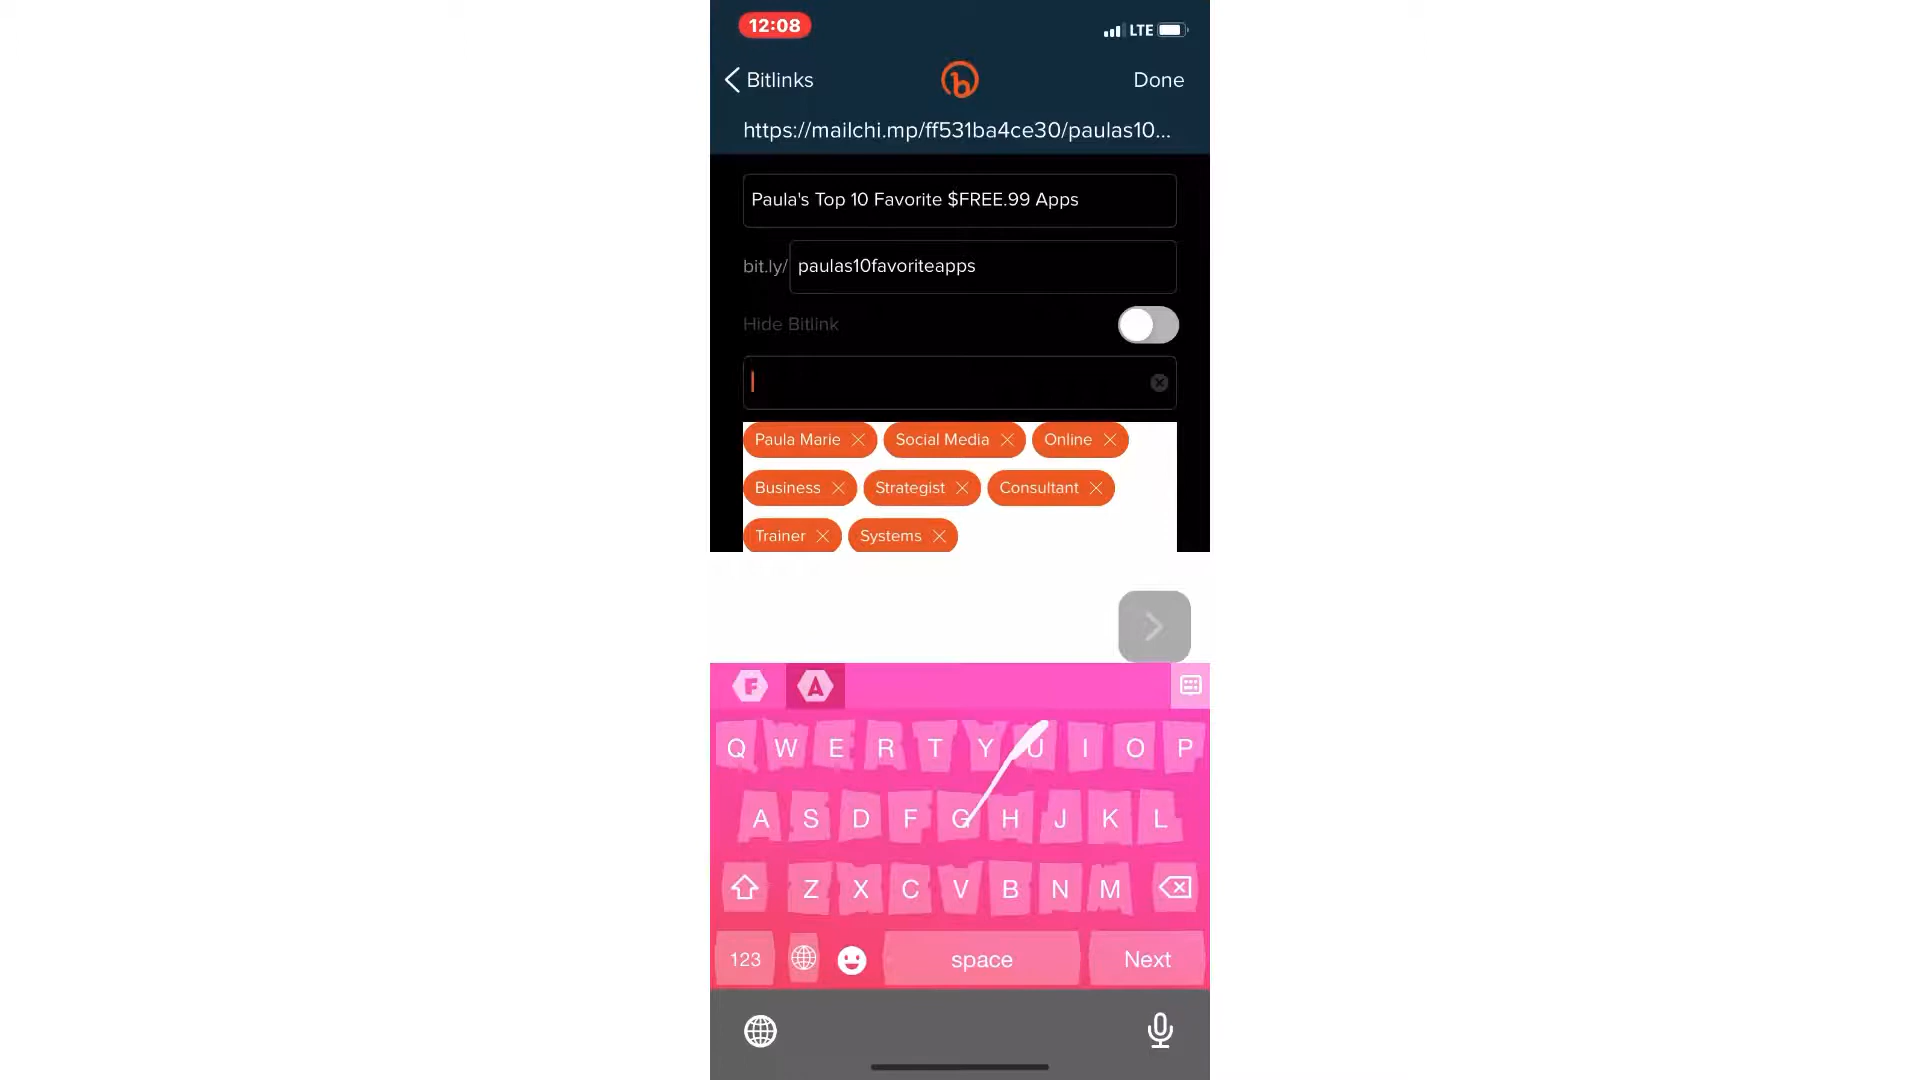 12:08
LTE
Bitlinks
Done
https://mailchi.mp/ff531ba4ce30/paulas10...
Paula's Top 10 Favorite $FREE.99 Apps
bit.ly/ paulas10favoriteapps
Hide Bitlink
Paula Marie Social Media Online
Business Strategist Consultant
Trainer Systems
F A
Q W E R T Y U I O P
A S D F G H J K L
Z X C V B N M
123 space Next